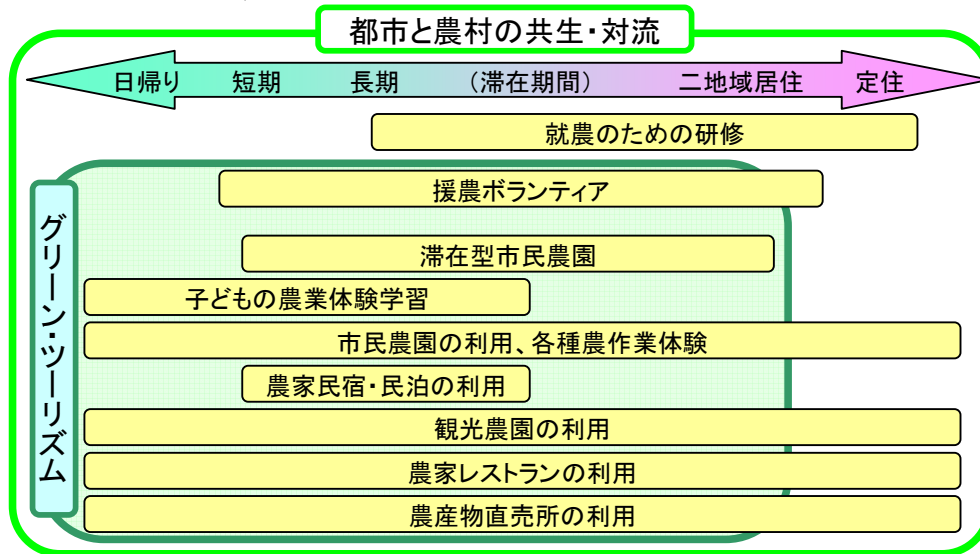 都市と農村の共生・対流
日帰り 短期 長期 （滞在期間） 二地域居住 定住
就農のための研修
援農ボランティア
グリーン・ツーリズム
滞在型市民農園
子どもの農業体験学習
市民農園の利用、各種農作業体験
農家民宿・民泊の利用
観光農園の利用
農家レストランの利用
農産物直売所の利用